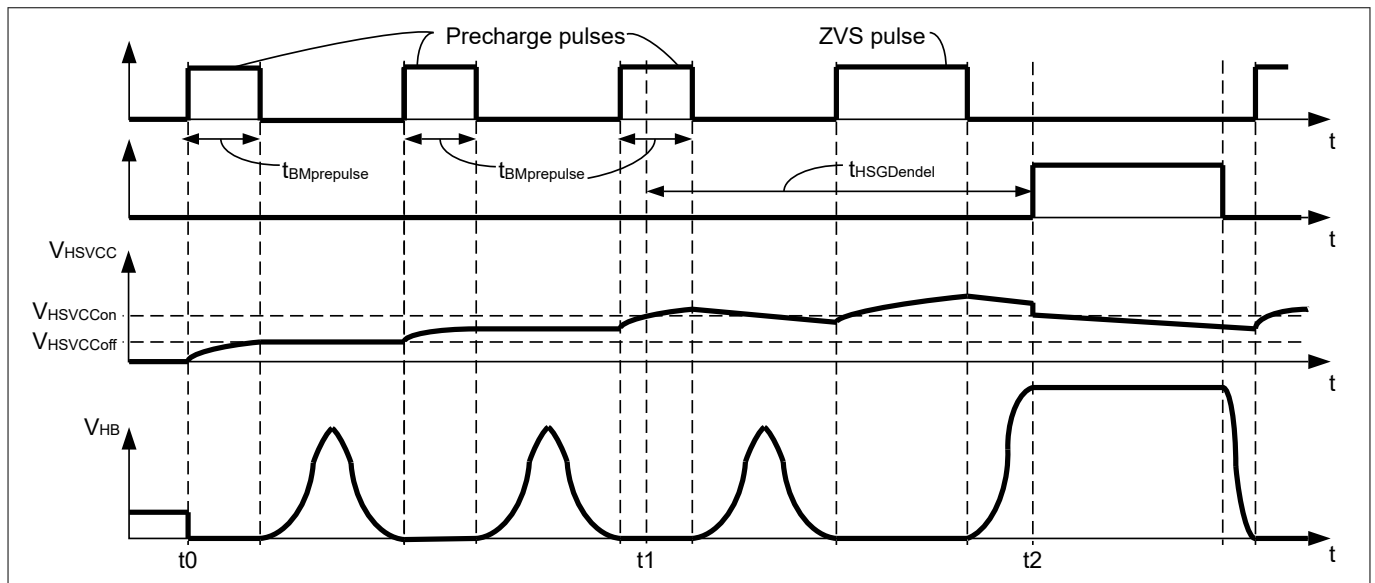 Precharge pulses
ZVS pulse
t
tBMprepulse
tBMprepulse
tHSGDendel
t
VHSVCC
VHSVCCon
VHSVCCoff
t
VHB
t
t0
t1
t2